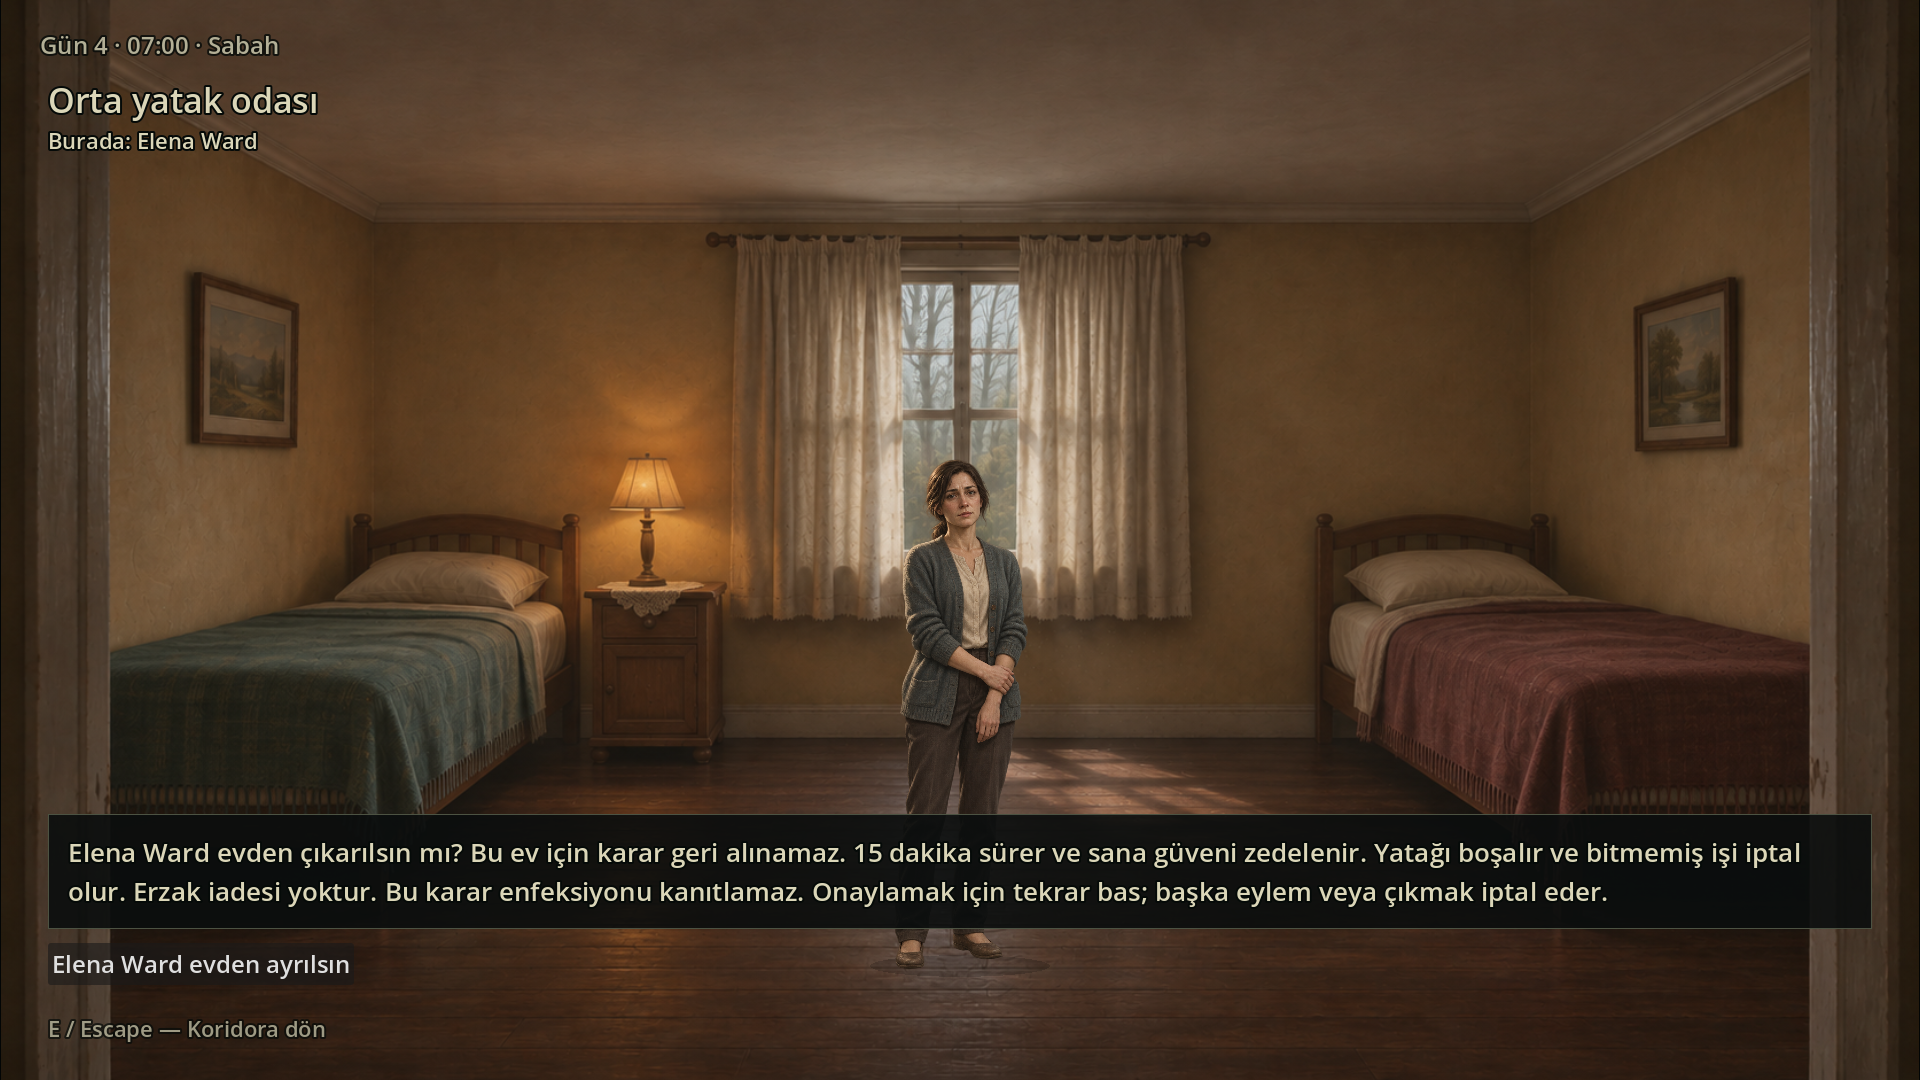 Gün 4 · 07:00 · Sabah
Orta yatak odası
Burada: Elena Ward
Elena Ward evden çıkarılsın mı? Bu ev için karar geri alınamaz. 15 dakika sürer ve sana güveni zedelenir. Yatağı boşalır ve bitmemiş işi iptal
olur. Erzak iadesi yoktur. Bu karar enfeksiyonu kanıtlamaz. Onaylamak için tekrar bas; başka eylem veya çıkmak iptal eder.
Elena Ward evden ayrılsın
E / Escape — Koridora dön